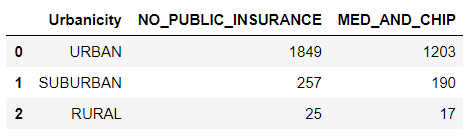 Urbanicity NO_PUBLIC_INSURANCE MED_AND_CHIP
0 URBAN 1849 1203
1 SUBURBAN 257 190
2 RURAL 25 17